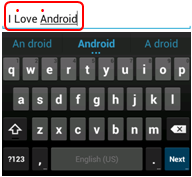 I Love Android
An droid Android A droid
q w e r t y u i o p
a s d f g h j k l
z x c v b n m
?123 , English (US) . Next